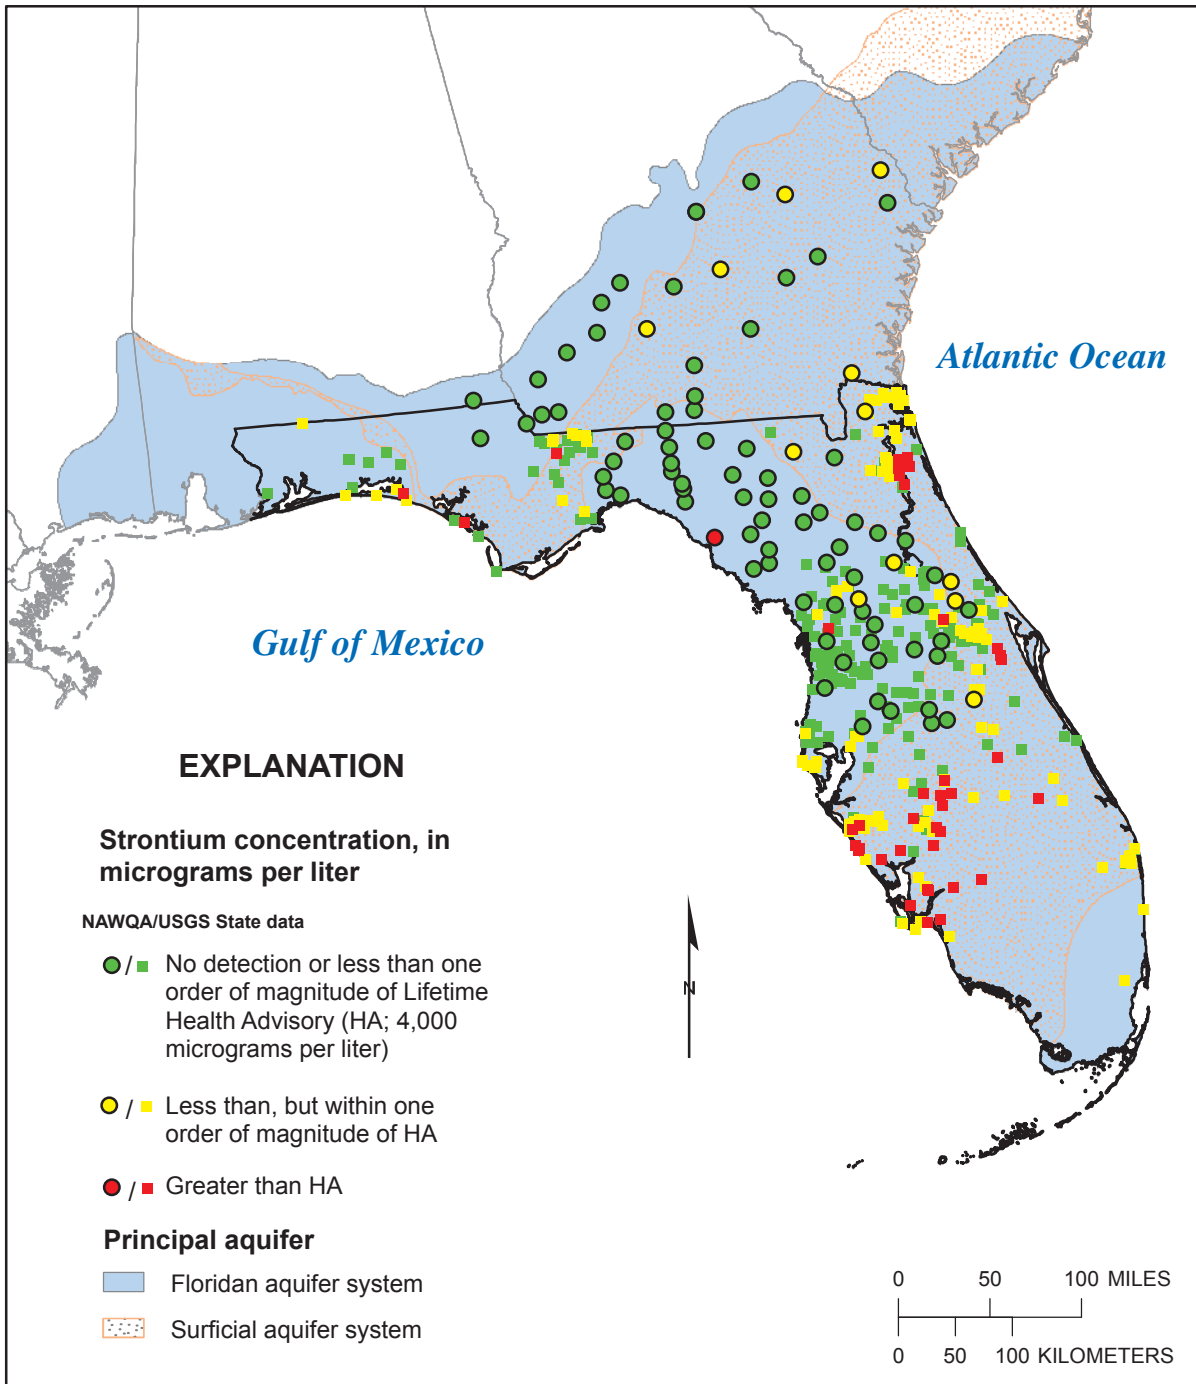 Atlantic Ocean
Gulf of Mexico
EXPLANATION
Strontium concentration, in
micrograms per liter
NAWQA/USGS State data
/ No detection or less than one
order of magnitude of Lifetime
Health Advisory (HA; 4,000
micrograms per liter)
/ Less than, but within one
order of magnitude of HA
/ Greater than HA
Principal aquifer
Floridan aquifer system
Surficial aquifer system
N
0 50 100 MILES
0 50 100 KILOMETERS